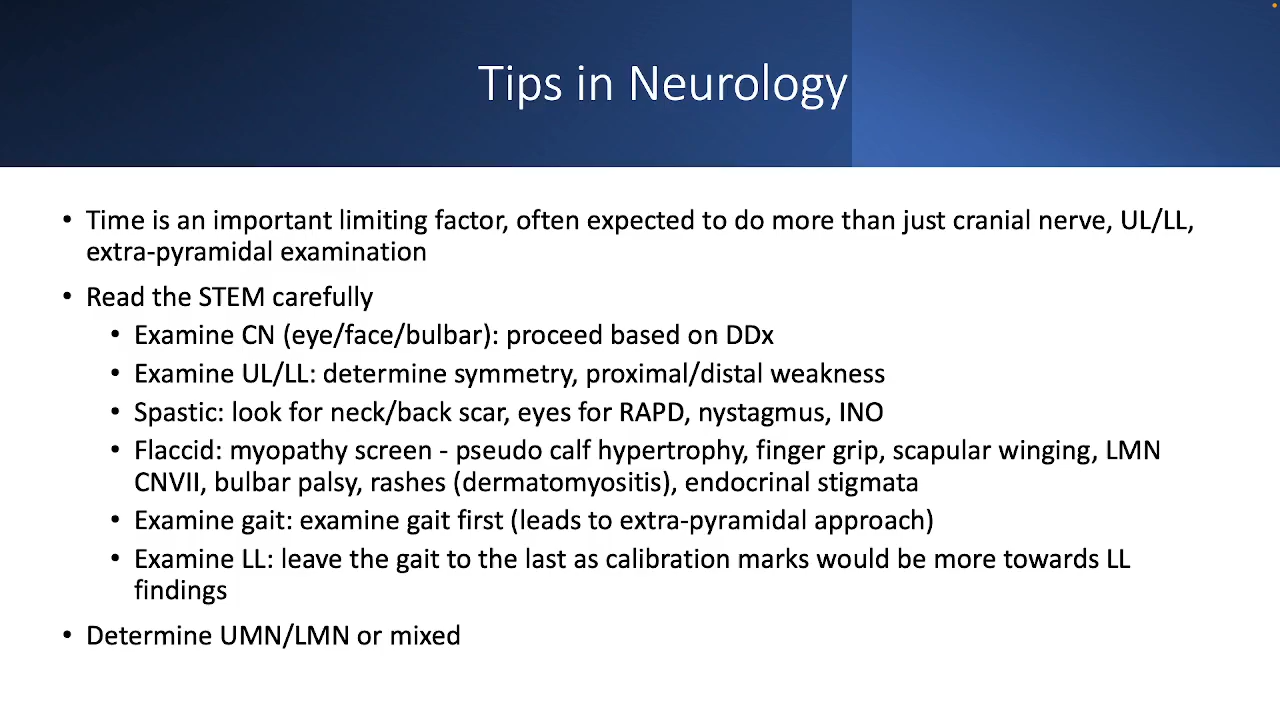 Tips in Neurology
• Time is an important limiting factor, often expected to do more than just cranial nerve, UL/LL,
extra-pyramidal examination
• Read the STEM carefully
• Examine CN (eye/face/bulbar): proceed based on DDx
• Examine UL/LL: determine symmetry, proximal/distal weakness
• Spastic: look for neck/back scar, eyes for RAPD, nystagmus, INO
• Flaccid: myopathy screen - pseudo calf hypertrophy, finger grip, scapular winging, LMN
CNVII, bulbar palsy, rashes (dermatomyositis), endocrinal stigmata
• Examine gait: examine gait first (leads to extra-pyramidal approach)
• Examine LL: leave the gait to the last as calibration marks would be more towards LL
findings
• Determine UMN/LMN or mixed